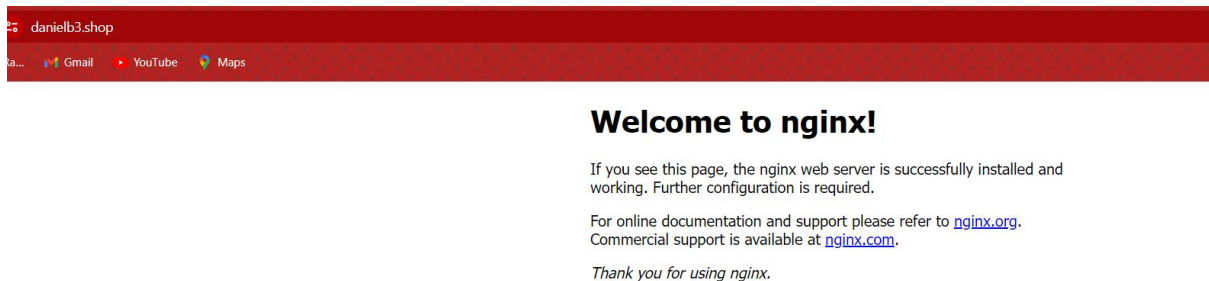 danielb3.shop
Gmail YouTube Maps
Welcome to nginx!
If you see this page, the nginx web server is successfully installed and
working. Further configuration is required.
For online documentation and support please refer to nginx.org.
Commercial support is available at nginx.com.
Thank you for using nginx.